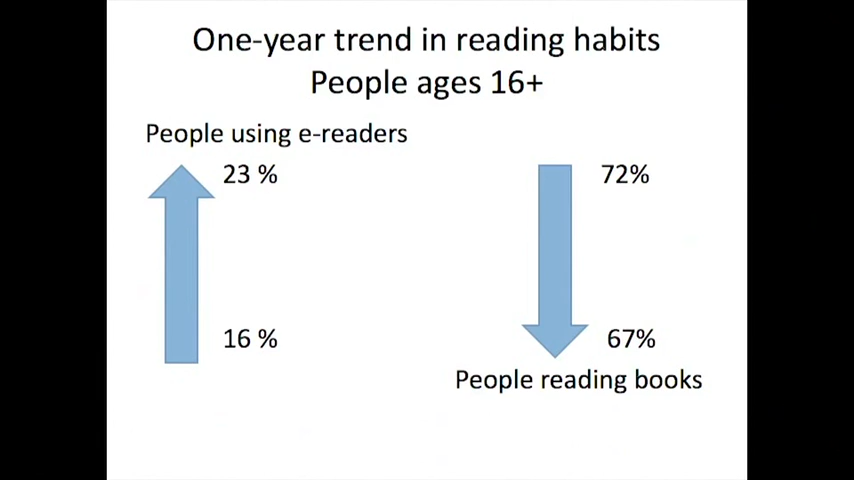 One-year trend in reading habits
People ages 16+
People using e-readers
23 %
72%
16 %
67%
People reading books